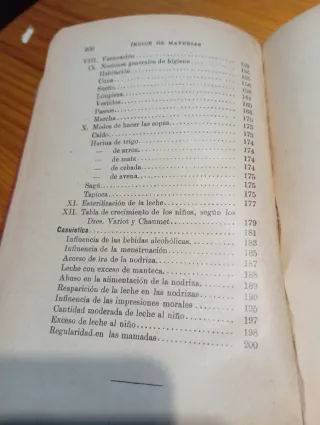 ÍNDICE DE MATERIAS
VIII. Vacunación
IX. Nociones generales de higiene
Habitación
Cuna
Sueño
Limpieza
Vestidos
Paseos
Marcha
X. Modos de hacer las sopas
Caldo 173
Harina de trigo 174
— de arroz 174
— de maíz 174
— de cebada 174
— de avena 175
Sagú 175
Tapioca 175
XI. Esterilización de la leche 177
XII. Tabla de crecimiento de los niños, según los
Dres. Variot y Chaumet 179
Casuística 181
Influencia de las bebidas alcohólicas 183
Influencia de la menstruación 185
Acceso de ira de la nodriza 187
Leche con exceso de manteca 188
Abuso en la alimentación de la nodriza 189
Resparición de la leche en las nodrizas 190
Influencia de las impresiones morales 195
Cantidad moderada de leche al niño 197
Exceso de leche al niño 198
Regularidad en las mamadas 200